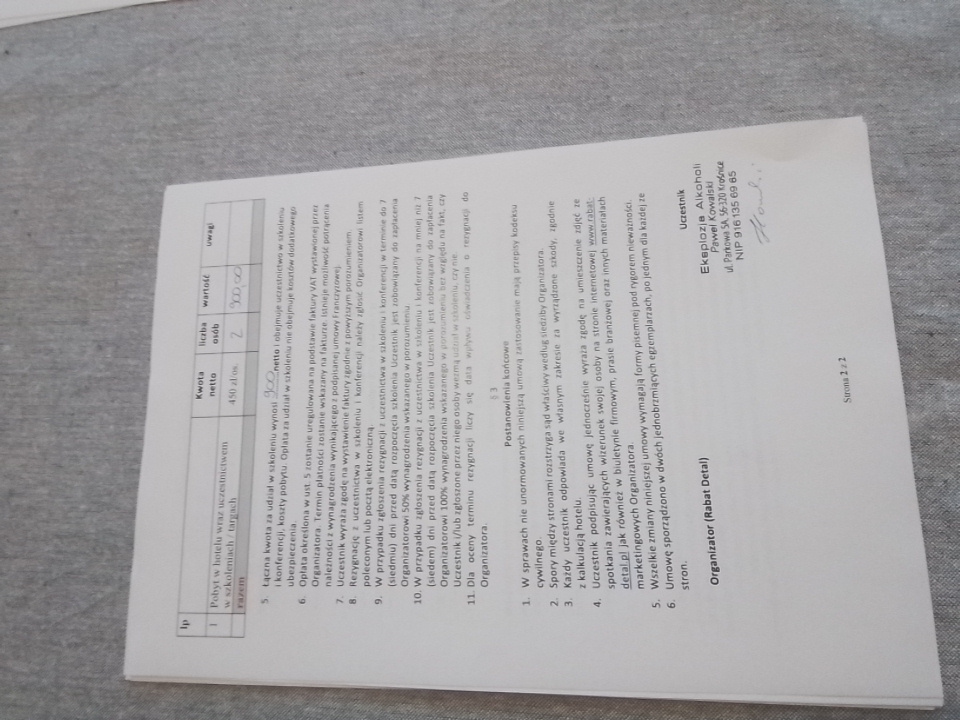 lp Kwota netto liczba osób wartość uwagi
1 Pobyt w hotelu wraz uczestnictwem w szkoleniach / targach 450 zł/os. 2 900,00
razem
5. Łączna kwota za udział w szkoleniu wynosi 900 netto i obejmuje uczestnictwo w szkoleniu
i konferencji, koszty pobytu. Opłata za udział w szkoleniu nie obejmuje kosztów dodatkowego
ubezpieczenia.
6. Opłata określona w ust. 5 zostanie uregulowana na podstawie faktury VAT wystawionej przez
Organizatora. Termin płatności zostanie wskazany na fakturze. Istnieje możliwość potrącenia
należności z wynagrodzenia wynikającego z podpisanej umowy franczyzowej.
7. Uczestnik wyraża zgodę na wystawienie faktury zgodnie z powyższym porozumieniem.
8. Rezygnację z uczestnictwa w szkoleniu i konferencji należy zgłosić Organizatorowi listem
poleconym lub pocztą elektroniczną.
9. W przypadku zgłoszenia rezygnacji z uczestnictwa w szkoleniu i konferencji w terminie do 7
(siedmiu) dni przed datą rozpoczęcia szkolenia Uczestnik jest zobowiązany do zapłacenia
Organizatorowi 50% wynagrodzenia wskazanego w porozumieniu.
10. W przypadku zgłoszenia rezygnacji z uczestnictwa w szkoleniu i konferencji na mniej niż 7
(siedem) dni przed datą rozpoczęcia szkolenia Uczestnik jest zobowiązany do zapłacenia
Organizatorowi 100% wynagrodzenia wskazanego w porozumieniu bez względu na fakt, czy
Uczestnik i/lub zgłoszone przez niego osoby wezmą udział w szkoleniu, czy nie.
11. Dla oceny terminu rezygnacji liczy się data wpływu oświadczenia o rezygnacji do
Organizatora.
§ 3
Postanowienia końcowe
1. W sprawach nie unormowanych niniejszą umową zastosowanie mają przepisy kodeksu
cywilnego.
2. Spory między stronami rozstrzyga sąd właściwy według siedziby Organizatora.
3. Każdy uczestnik odpowiada we własnym zakresie za wyrządzone szkody, zgodnie
z kalkulacją hotelu.
4. Uczestnik podpisując umowę jednocześnie wyraża zgodę na umieszczenie zdjęć ze
spotkania zawierających wizerunek swojej osoby na stronie internetowej www.rabat-
detal.pl jak również w biuletynie firmowym, prasie branżowej oraz innych materiałach
marketingowych Organizatora.
5. Wszelkie zmiany niniejszej umowy wymagają formy pisemnej pod rygorem nieważności.
6. Umowę sporządzono w dwóch jednobrzmiących egzemplarzach, po jednym dla każdej ze
stron.
Organizator (Rabat Detal) Uczestnik
Eksplozja Alkoholi
Paweł Kowalski
ul. Parkowa 5A, 56-320 Krośnice
NIP 916 135 69 65
Strona 2 z 2